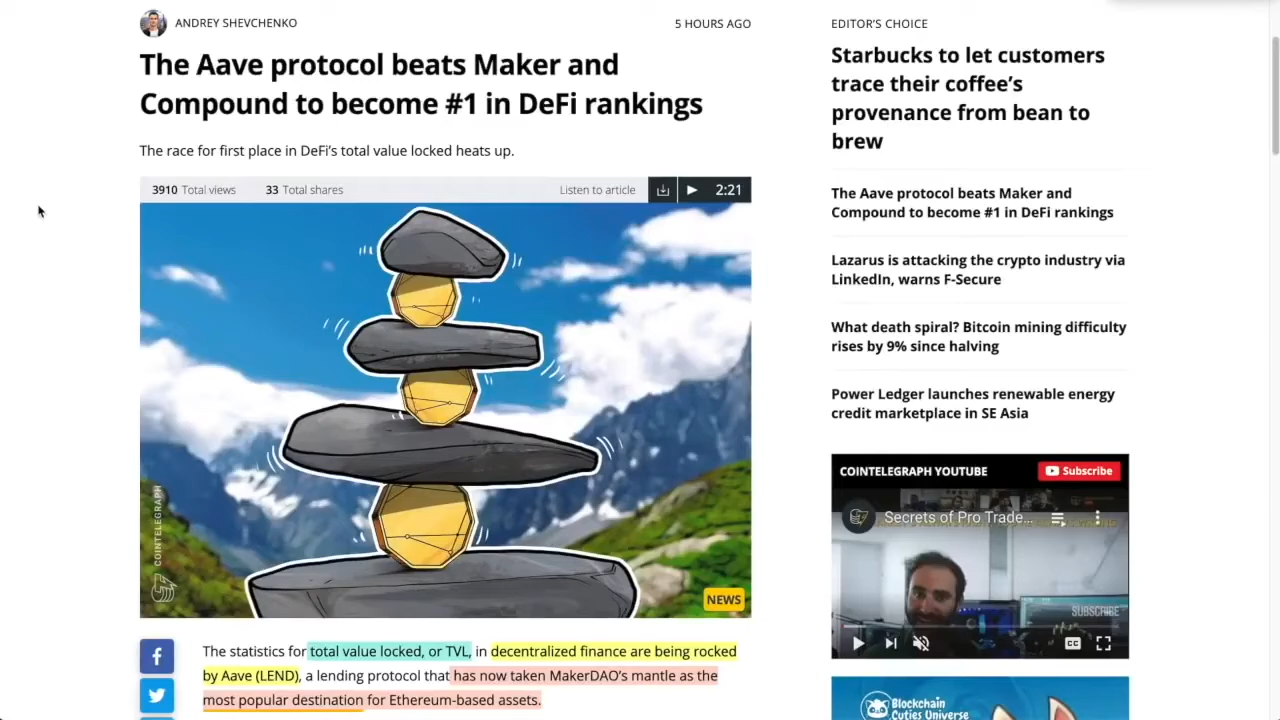 ANDREY SHEVCHENKO
5 HOURS AGO
The Aave protocol beats Maker and
Compound to become #1 in DeFi rankings
The race for first place in DeFi's total value locked heats up.
3910 Total views 33 Total shares Listen to article 2:21
COINTELEGRAPH
NEWS
The statistics for total value locked, or TVL, in decentralized finance are being rocked
by Aave (LEND), a lending protocol that has now taken MakerDAO's mantle as the
most popular destination for Ethereum-based assets.
EDITOR'S CHOICE
Starbucks to let customers
trace their coffee's
provenance from bean to
brew
The Aave protocol beats Maker and
Compound to become #1 in DeFi rankings
Lazarus is attacking the crypto industry via
LinkedIn, warns F-Secure
What death spiral? Bitcoin mining difficulty
rises by 9% since halving
Power Ledger launches renewable energy
credit marketplace in SE Asia
COINTELEGRAPH YOUTUBE
Subscribe
Secrets of Pro Trade...
SUBSCRIBE
CC
Blockchain
Cuties Universe